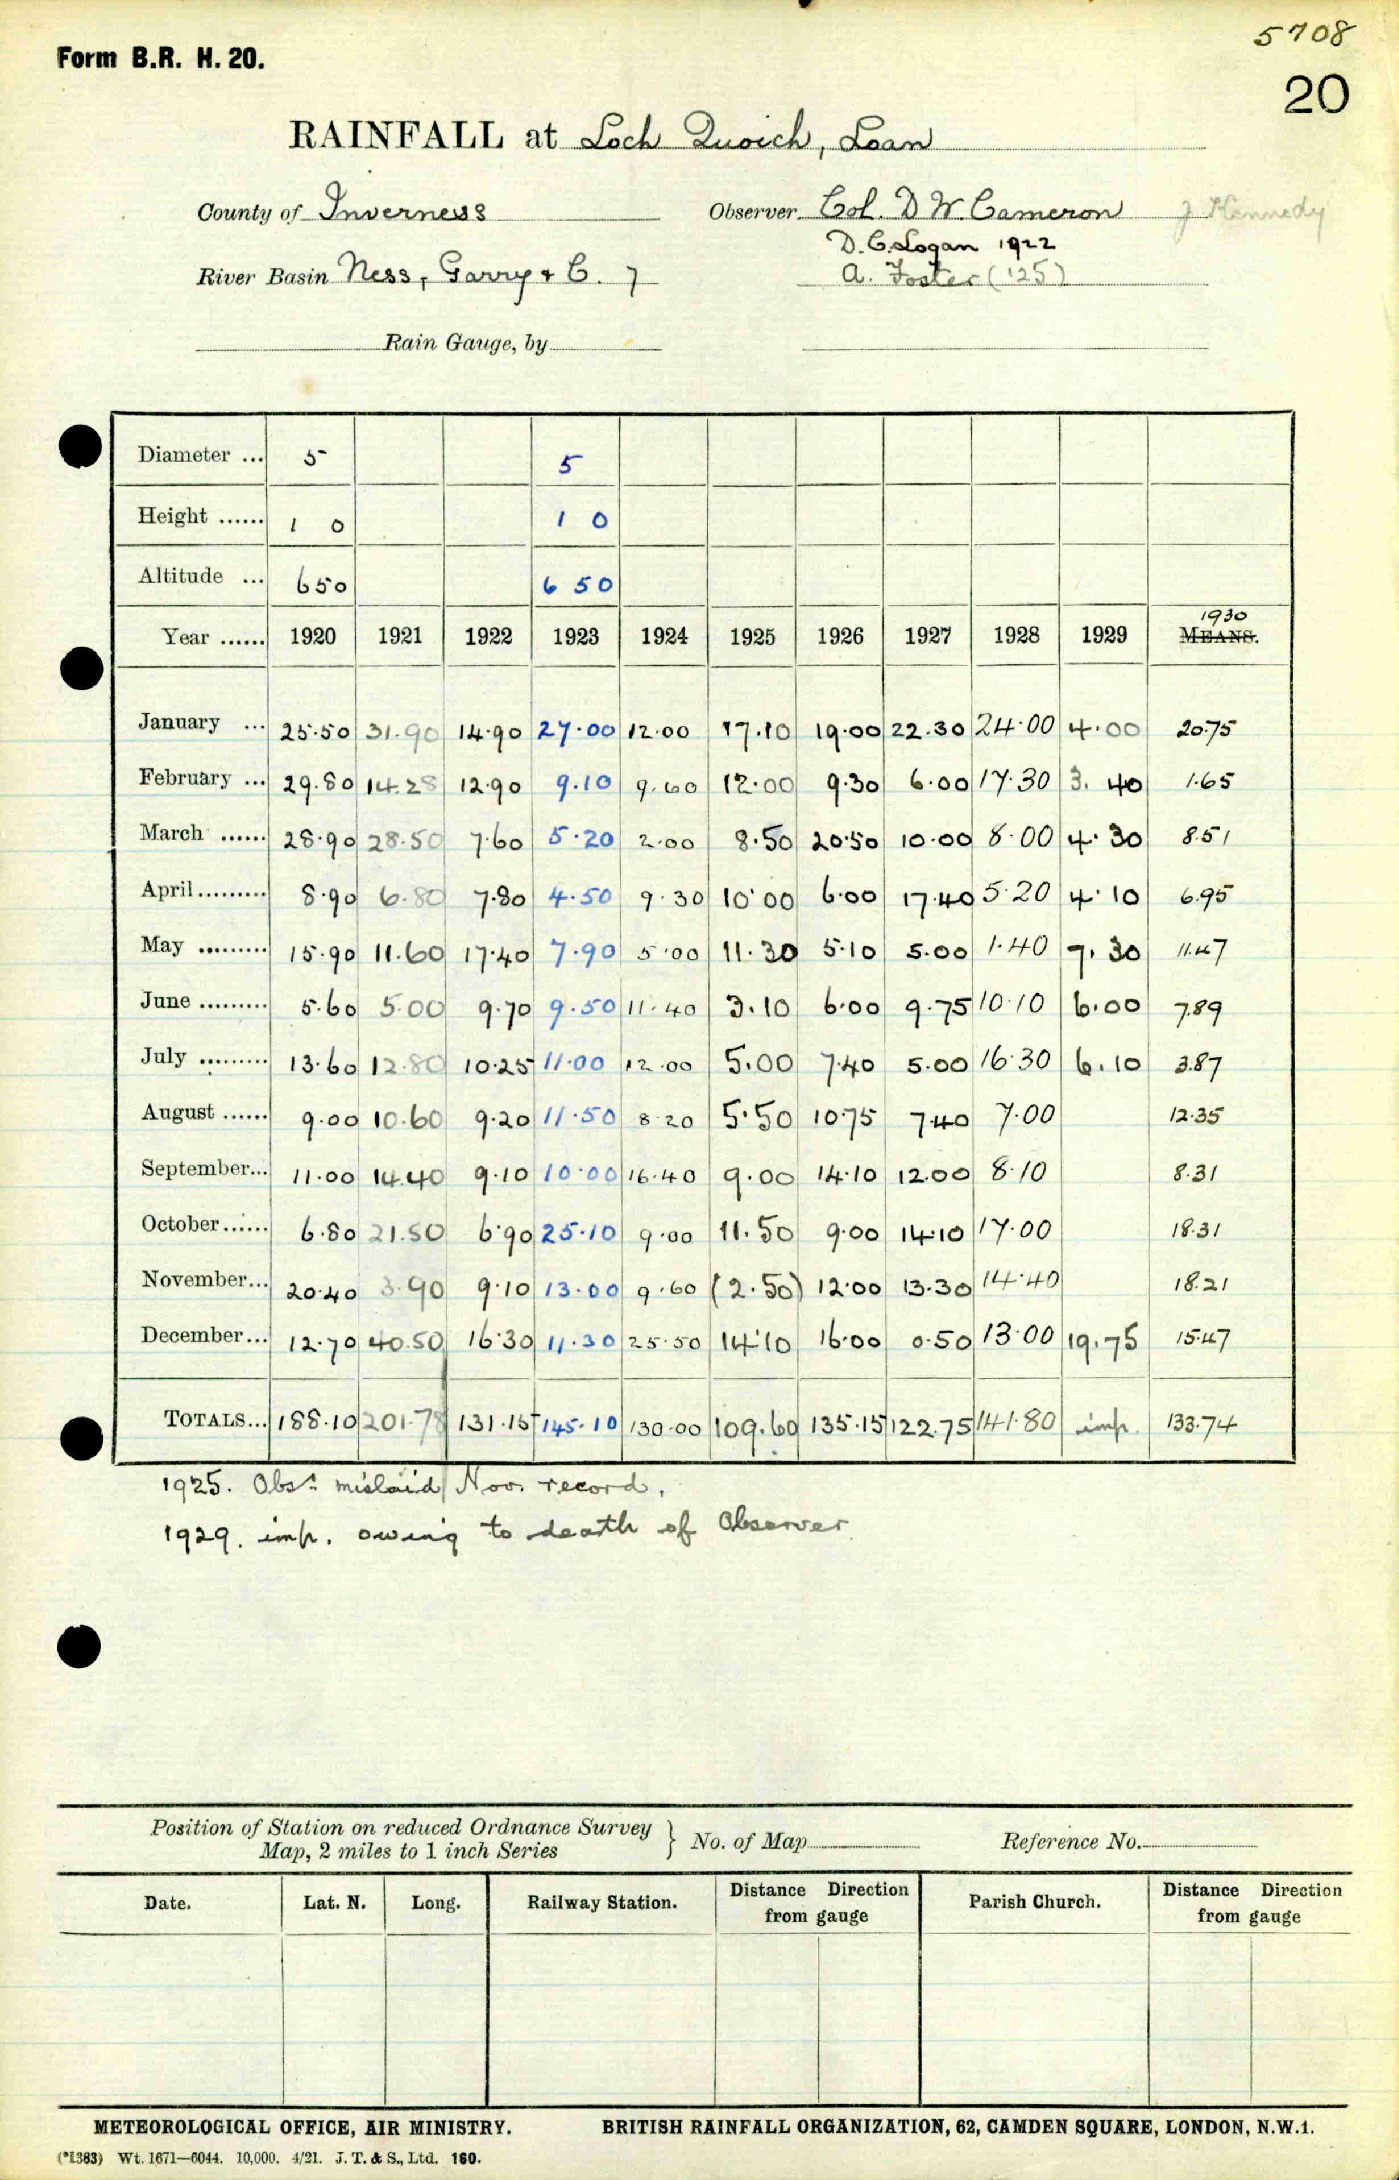 5708
Form B.R. H. 20.
20
RAINFALL at Loch Quoich, Loan
County of Inverness Observer Col. D W. Cameron J Kennedy
D. C. Logan 1922
River Basin Ness, Garry & C. 7 A. Foster ('25)
Rain Gauge, by
Diameter ... 5 5
Height ...... 1 0 1 0
Altitude ... 650 650
1930
Year ...... 1920 1921 1922 1923 1924 1925 1926 1927 1928 1929 MEANS.
January ... 25.50 31.90 14.90 27.00 12.00 17.10 19.00 22.30 24.00 4.00 20.75
February ... 29.80 14.28 12.90 9.10 9.60 12.00 9.30 6.00 17.30 3.40 1.65
March ...... 28.90 28.50 7.60 5.20 2.00 8.50 20.50 10.00 8.00 4.30 8.51
April......... 8.90 6.80 7.80 4.50 9.30 10.00 6.00 17.40 5.20 4.10 6.95
May ......... 15.90 11.60 17.40 7.90 5.00 11.30 5.10 5.00 1.40 7.30 11.47
June ......... 5.60 5.00 9.70 9.50 11.40 3.10 6.00 9.75 10.10 6.00 7.89
July ......... 13.60 12.80 10.25 11.00 12.00 5.00 7.40 5.00 16.30 6.10 3.87
August ...... 9.00 10.60 9.20 11.50 8.20 5.50 10.75 7.40 7.00 12.35
September... 11.00 14.40 9.10 10.00 16.40 9.00 14.10 12.00 8.10 8.31
October...... 6.80 21.50 6.90 25.10 9.00 11.50 9.00 14.10 17.00 18.31
November... 20.40 3.90 9.10 13.00 9.60 (2.50) 12.00 13.30 14.40 18.21
December... 12.70 40.50 16.30 11.30 25.50 14.10 16.00 0.50 13.00 19.75 15.47
TOTALS... 188.10 201.78 131.15 145.10 130.00 109.60 135.15 122.75 141.80 imp. 133.74
1925. Obsr. mislaid Nov. record.
1929. imp. owing to death of Observer
Position of Station on reduced Ordnance Survey
Map, 2 miles to 1 inch Series } No. of Map Reference No.
Date. Lat. N. Long. Railway Station. Distance Direction from gauge Parish Church. Distance Direction from gauge
METEOROLOGICAL OFFICE, AIR MINISTRY. BRITISH RAINFALL ORGANIZATION, 62, CAMDEN SQUARE, LONDON, N.W.1.
(*1383) Wt. 1671—6044. 10,000. 4/21. J. T. & S., Ltd. 160.